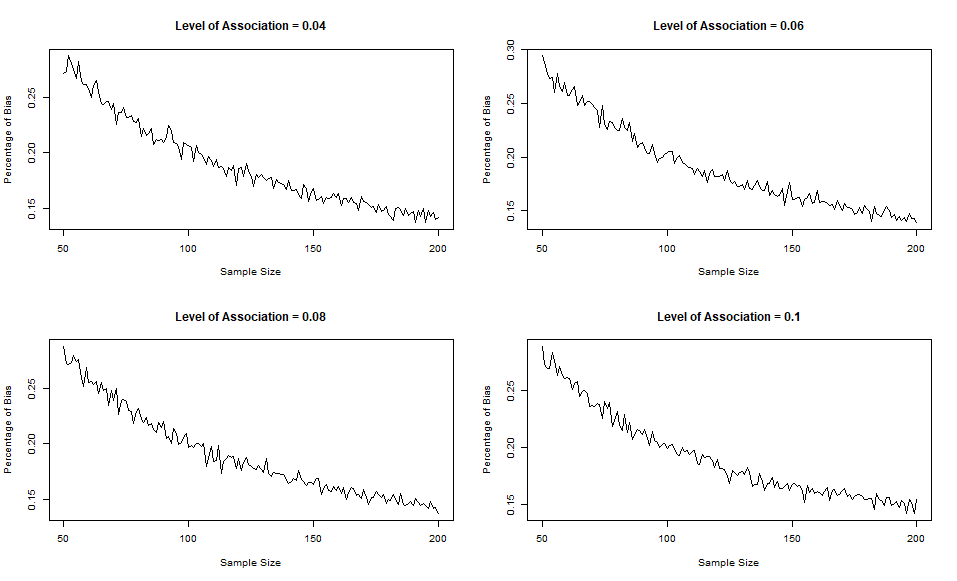 Level of Association = 0.04
Percentage of Bias
0.25
0.20
0.15
50 100 150 200
Sample Size
Level of Association = 0.06
Percentage of Bias
0.30
0.25
0.20
0.15
50 100 150 200
Sample Size
Level of Association = 0.08
Percentage of Bias
0.25
0.20
0.15
50 100 150 200
Sample Size
Level of Association = 0.1
Percentage of Bias
0.25
0.20
0.15
50 100 150 200
Sample Size